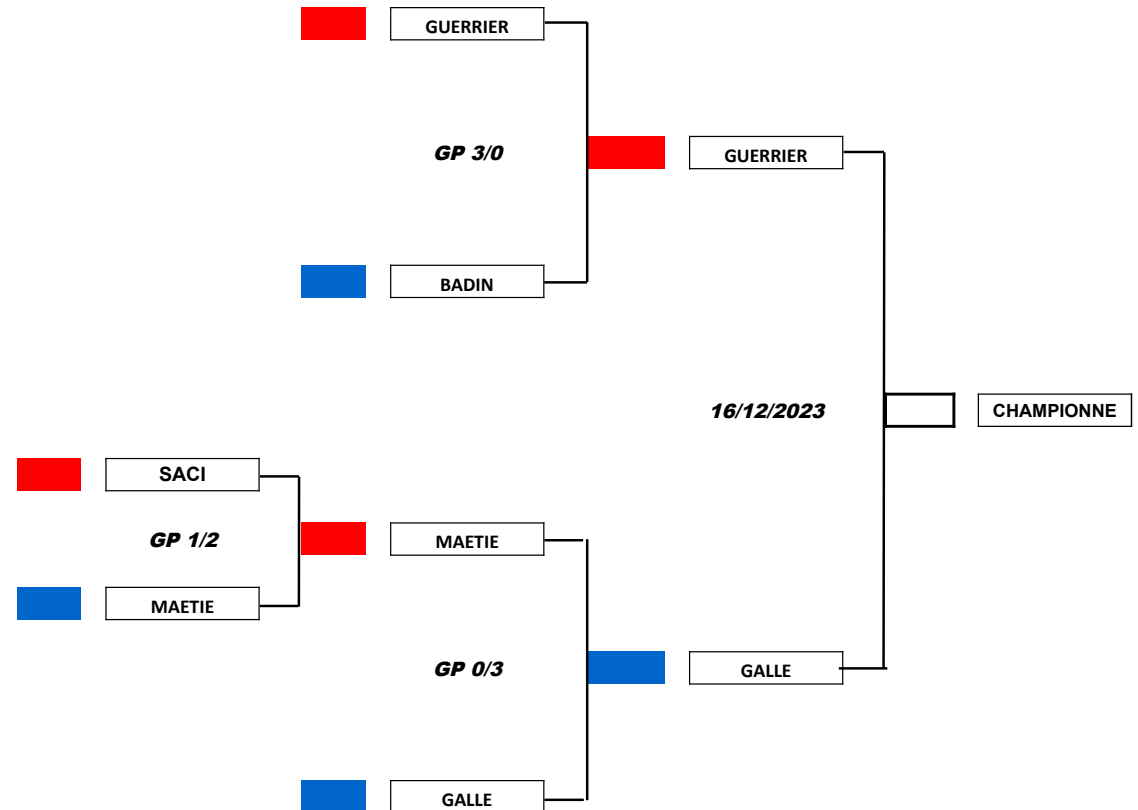 GUERRIER
GP 3/0
GUERRIER
BADIN
16/12/2023
CHAMPIONNE
SACI
GP 1/2
MAETIE
MAETIE
GP 0/3
GALLE
GALLE